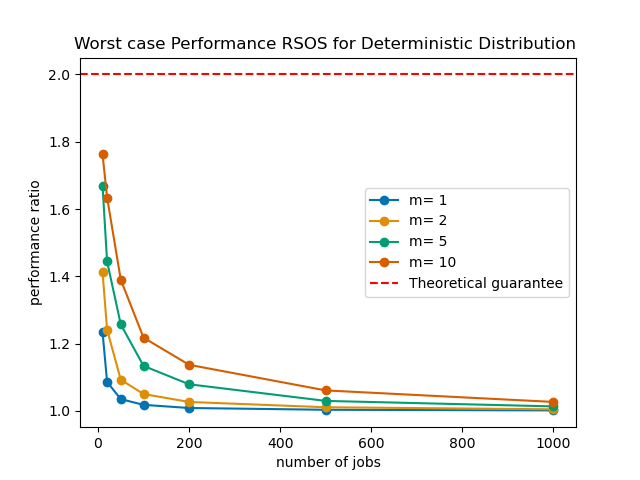 Worst case Performance RSOS for Deterministic Distribution
performance ratio
2.0
1.8
1.6
1.4
1.2
1.0
m= 1
m= 2
m= 5
m= 10
Theoretical guarantee
0 200 400 600 800 1000
number of jobs